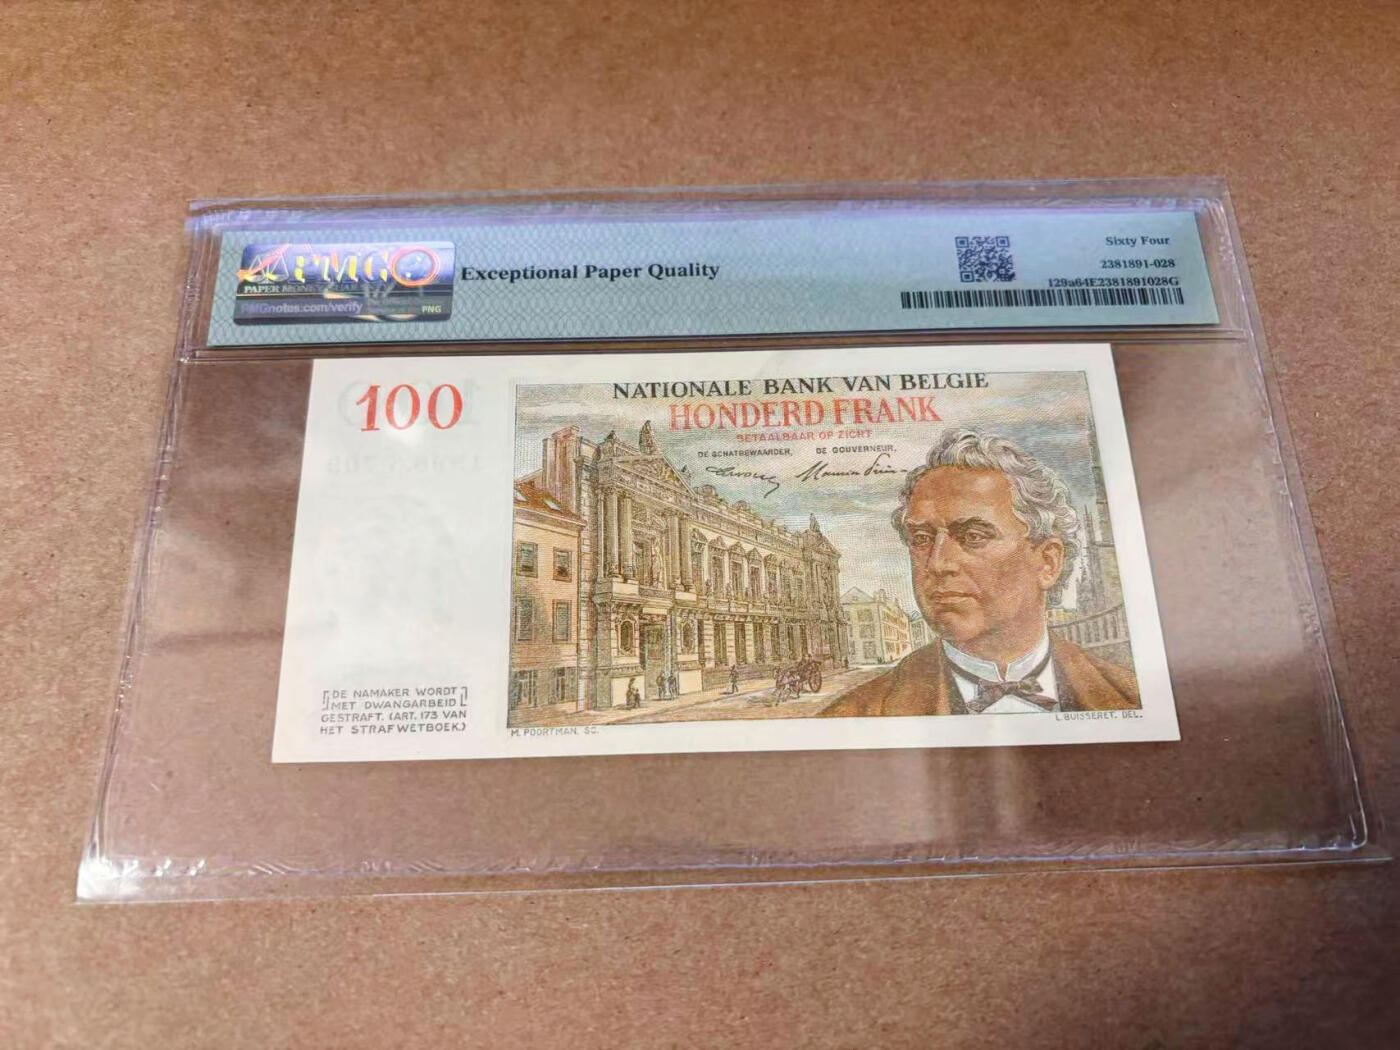 PMG
PAPER MONEY GUAR
PMGnotes.com/verify
PNG
Exceptional Paper Quality
Sixty Four
2381891-028
129a64E2381891028G
100
NATIONALE BANK VAN BELGIE
HONDERD FRANK
BETAALBAAR OP ZICHT
DE SCHATBEWAARDER, DE GOUVERNEUR,
DE NAMAKER WORDT
MET DWANGARBEID
GESTRAFT. (ART. 173 VAN
HET STRAFWETBOEK.)
M. POORTMAN. SC.
L. BUISSERET. DEL.